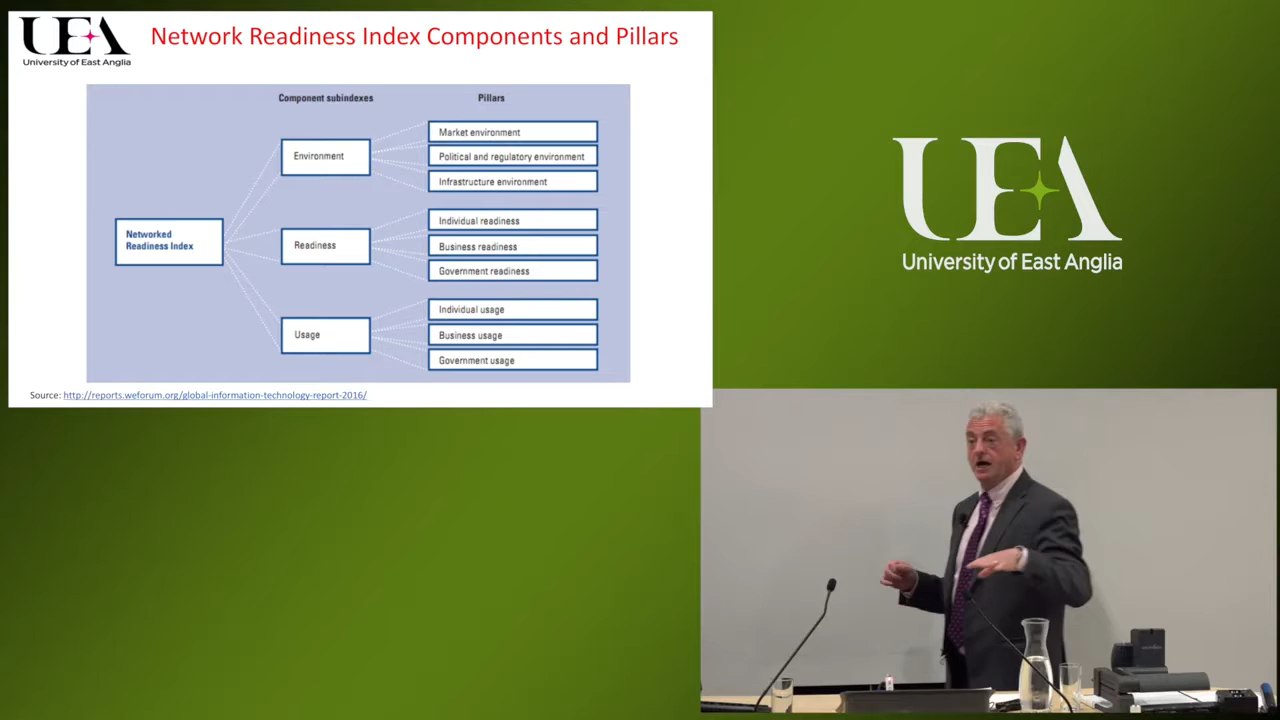 UEA
University of East Anglia
Network Readiness Index Components and Pillars
Component subindexes
Pillars
Networked
Readiness Index
Environment
Market environment
Political and regulatory environment
Infrastructure environment
Readiness
Individual readiness
Business readiness
Government readiness
Usage
Individual usage
Business usage
Government usage
Source: http://reports.weforum.org/global-information-technology-report-2016/
UEA
University of East Anglia